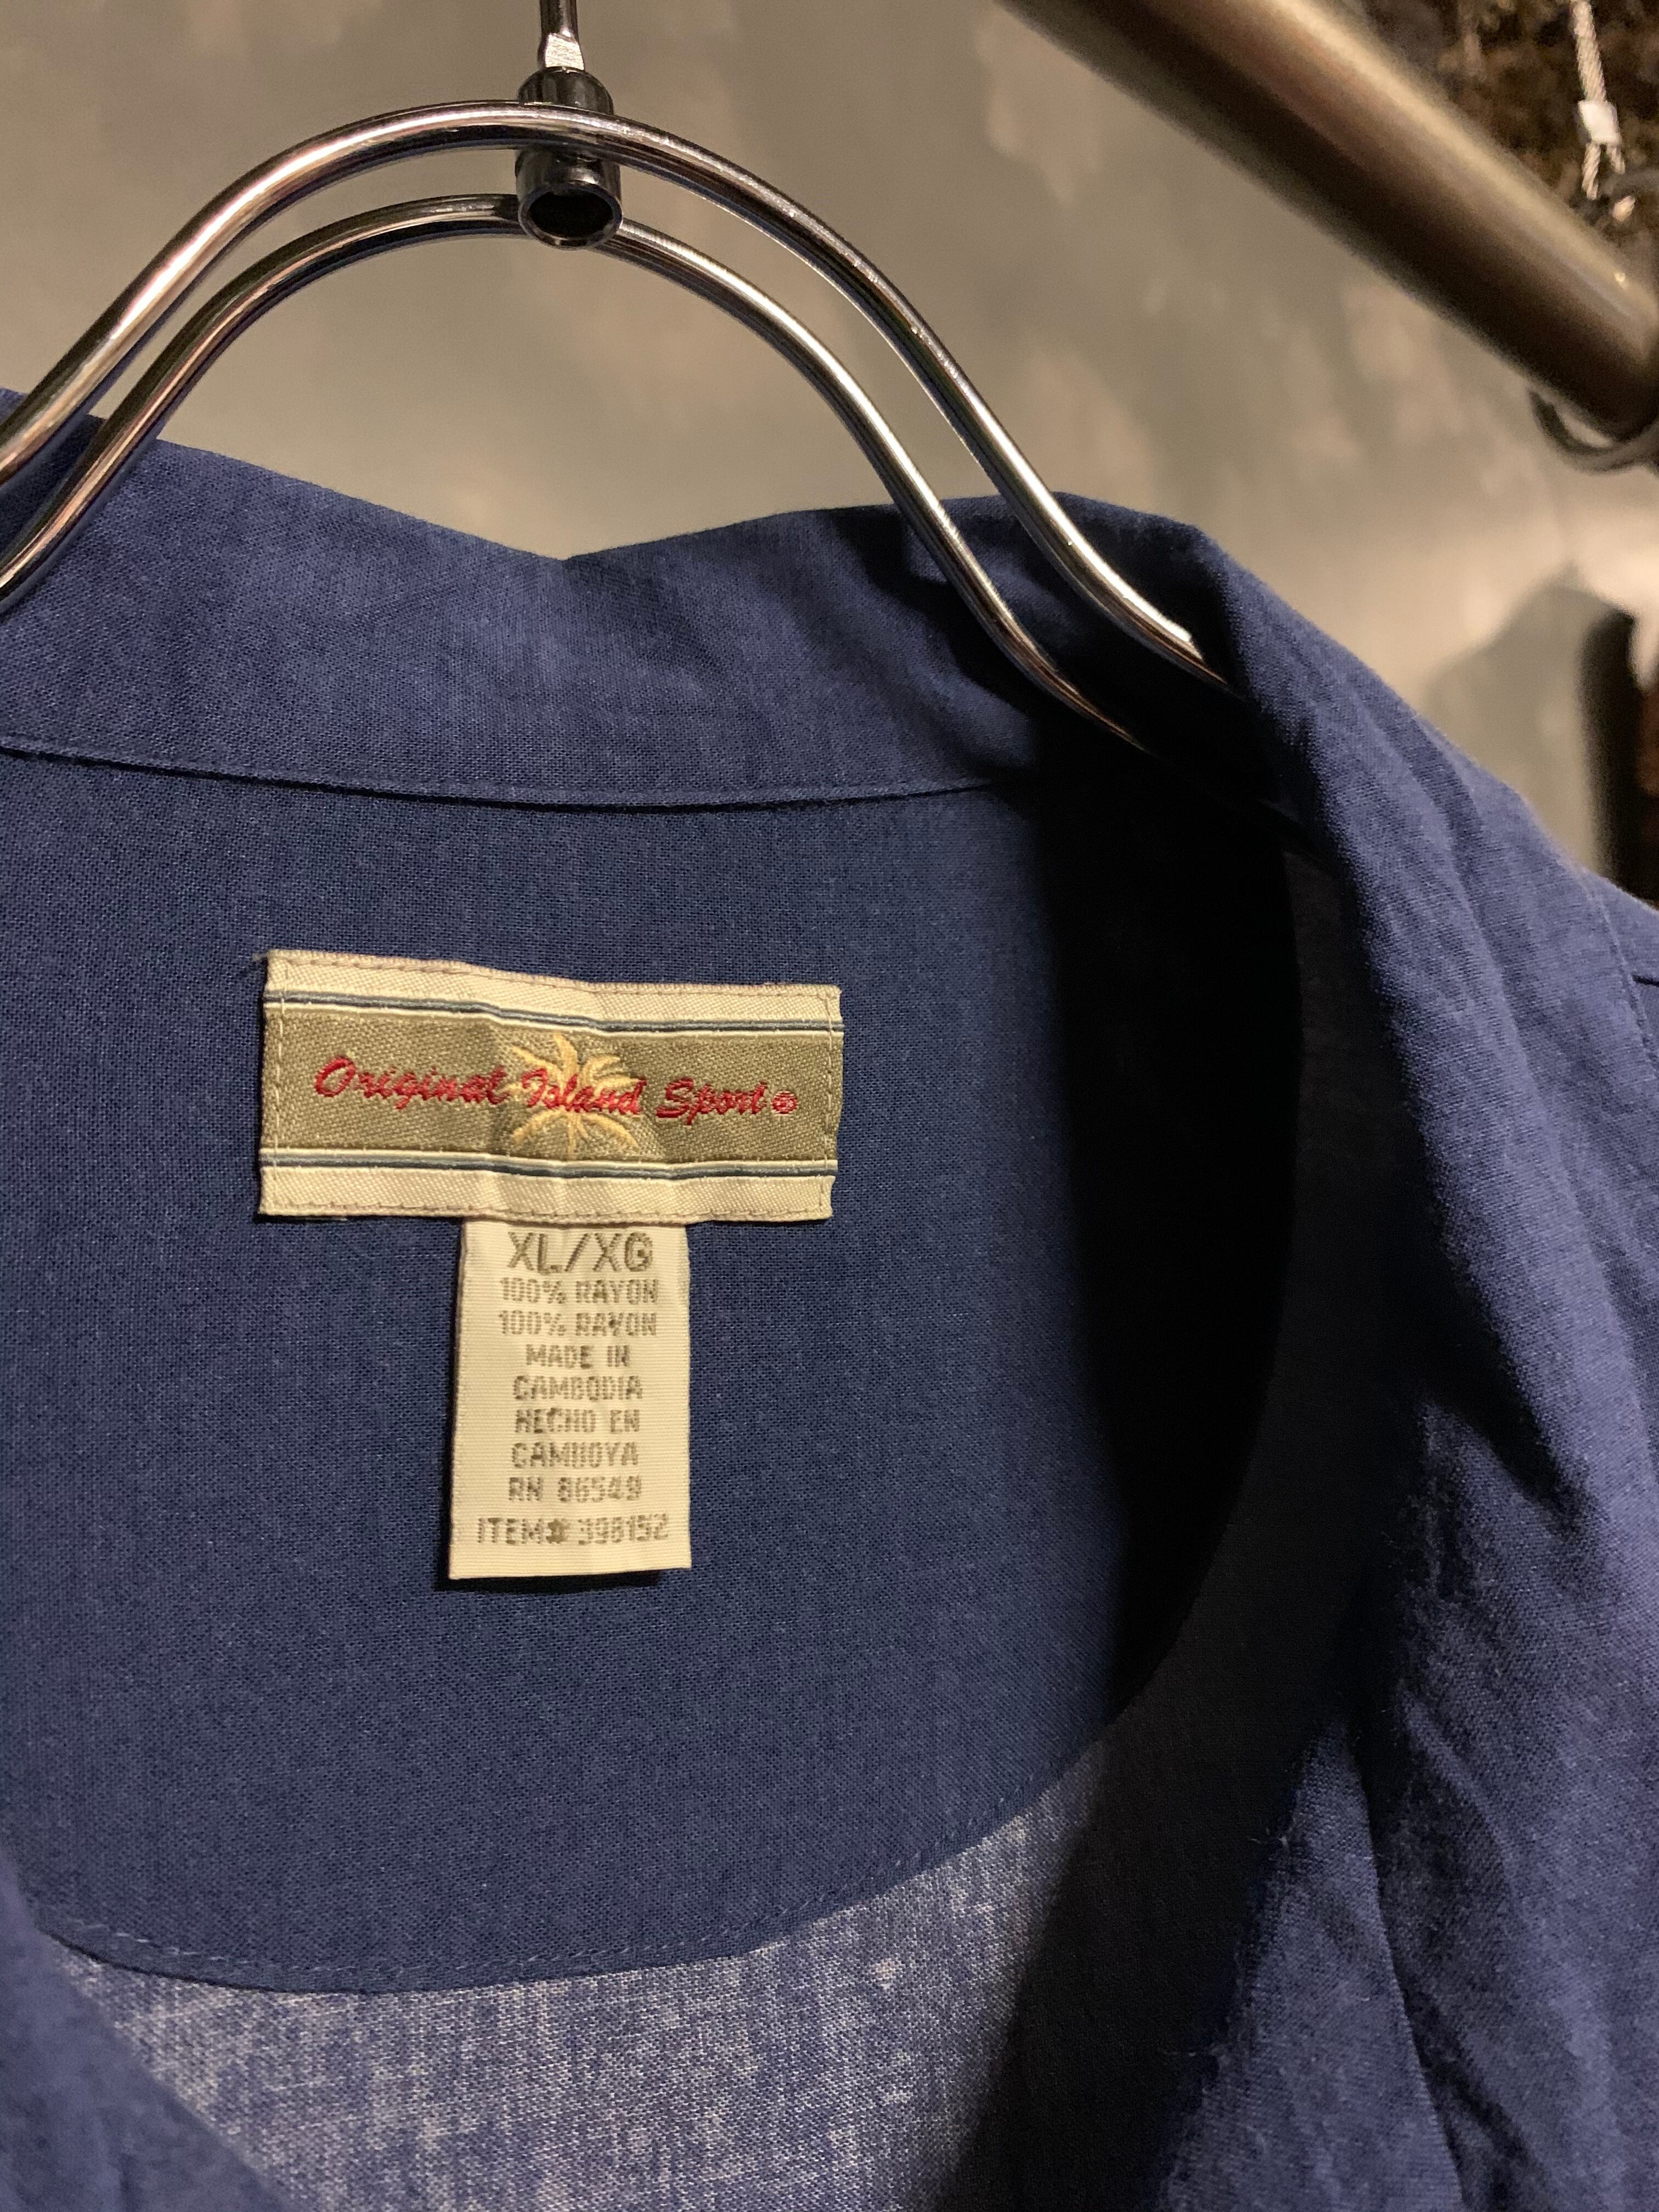 Original Island Sport®
XL/XG
100% RAYON
100% RAYON
MADE IN
CAMBODIA
HECHO EN
CAMBOYA
RN 86549
ITEM# 398152